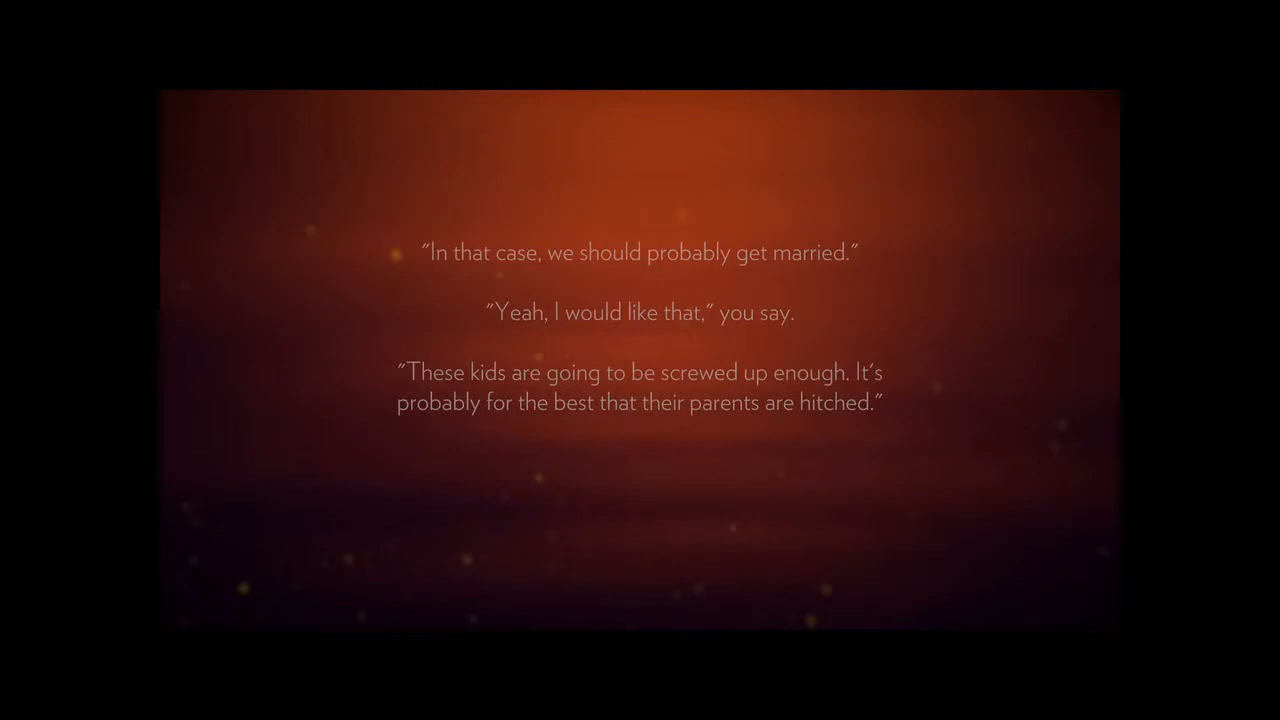 "In that case, we should probably get married."
"Yeah, I would like that," you say.
"These kids are going to be screwed up enough. It's
probably for the best that their parents are hitched."